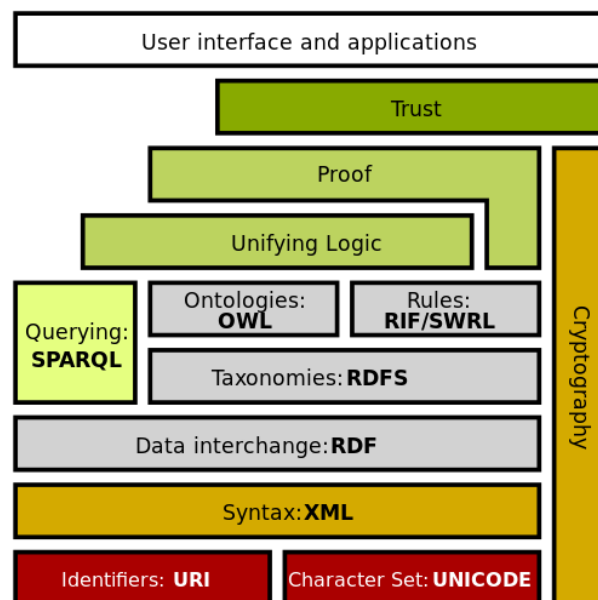 User interface and applications
Trust
Proof
Unifying Logic
Ontologies:
OWL
Rules:
RIF/SWRL
Querying:
SPARQL
Taxonomies: RDFS
Data interchange: RDF
Syntax: XML
Identifiers: URI
Character Set: UNICODE
Cryptography